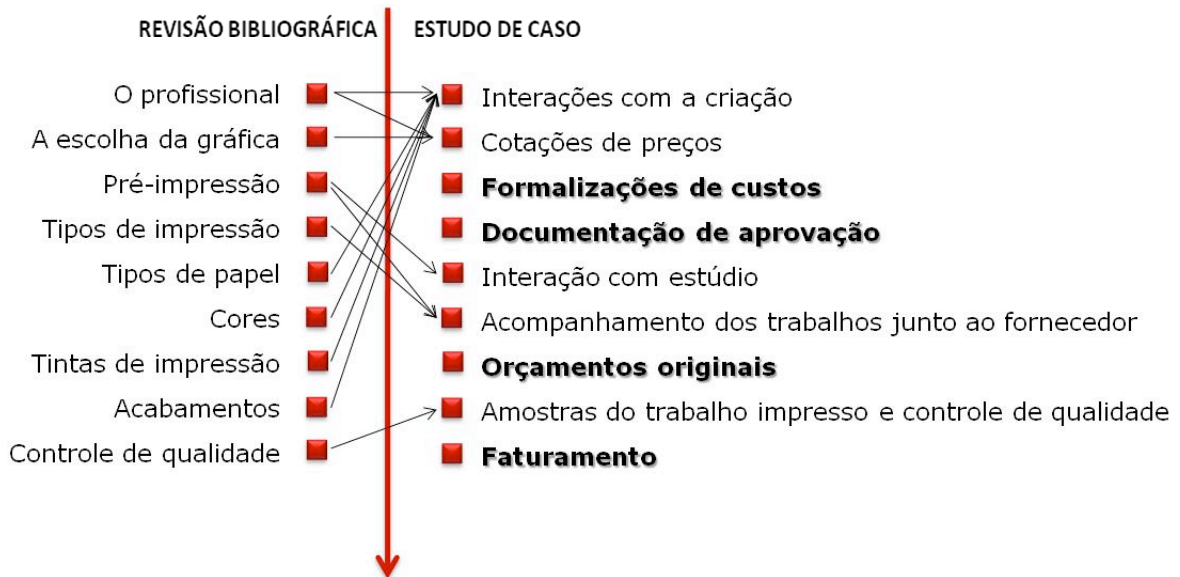 REVISÃO BIBLIOGRÁFICA
ESTUDO DE CASO
O profissional
Interações com a criação
A escolha da gráfica
Cotações de preços
Pré-impressão
Formalizações de custos
Tipos de impressão
Documentação de aprovação
Tipos de papel
Interação com estúdio
Cores
Acompanhamento dos trabalhos junto ao fornecedor
Tintas de impressão
Orçamentos originais
Acabamentos
Amostras do trabalho impresso e controle de qualidade
Controle de qualidade
Faturamento